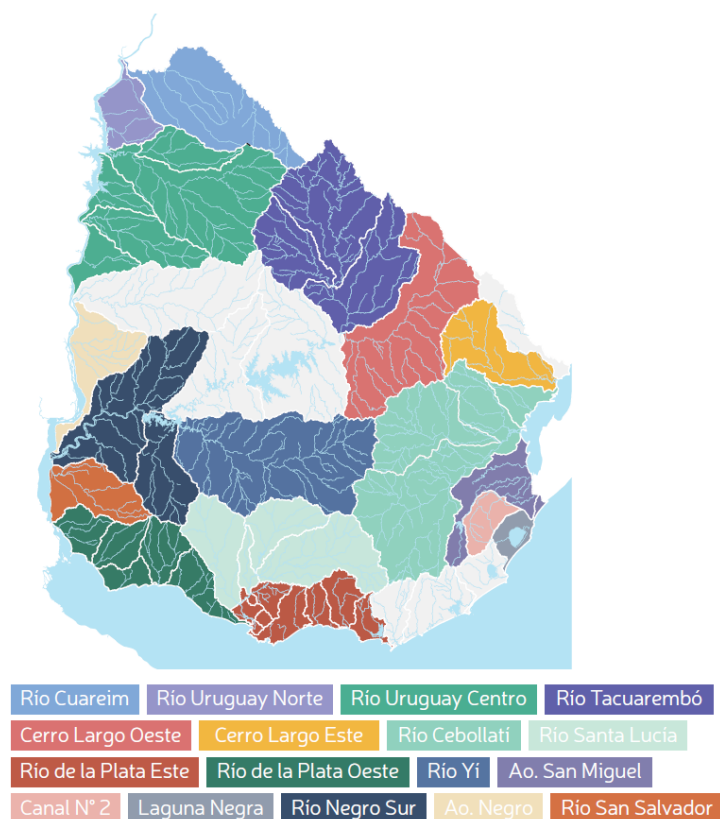 Río Cuareim Río Uruguay Norte Río Uruguay Centro Río Tacuarembó
Cerro Largo Oeste Cerro Largo Este Río Cebollatí Río Santa Lucía
Río de la Plata Este Río de la Plata Oeste Río Yí Ao. San Miguel
Canal N° 2 Laguna Negra Río Negro Sur Ao. Negro Río San Salvador